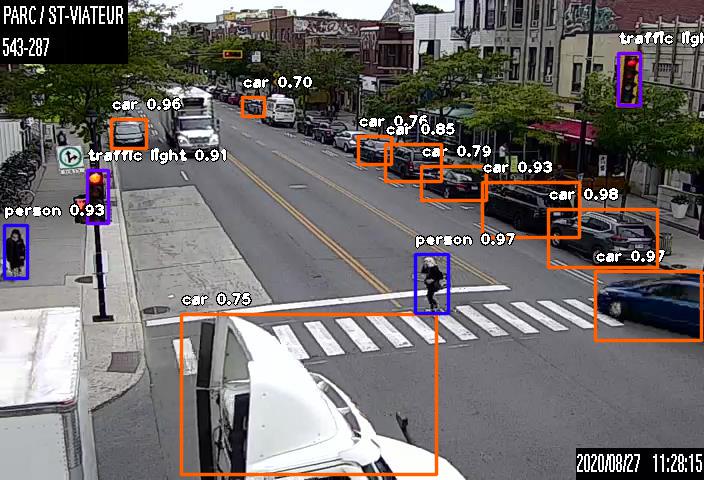 PARC / ST-VIATEUR
543-287
traffic ligh
car 0.70
car 0.96
car 0.76
car 0.85
traffic light 0.91
car 0.79
car 0.93
car 0.98
person 0.93
person 0.97
car 0.97
car 0.75
2020/08/27 11:28:15